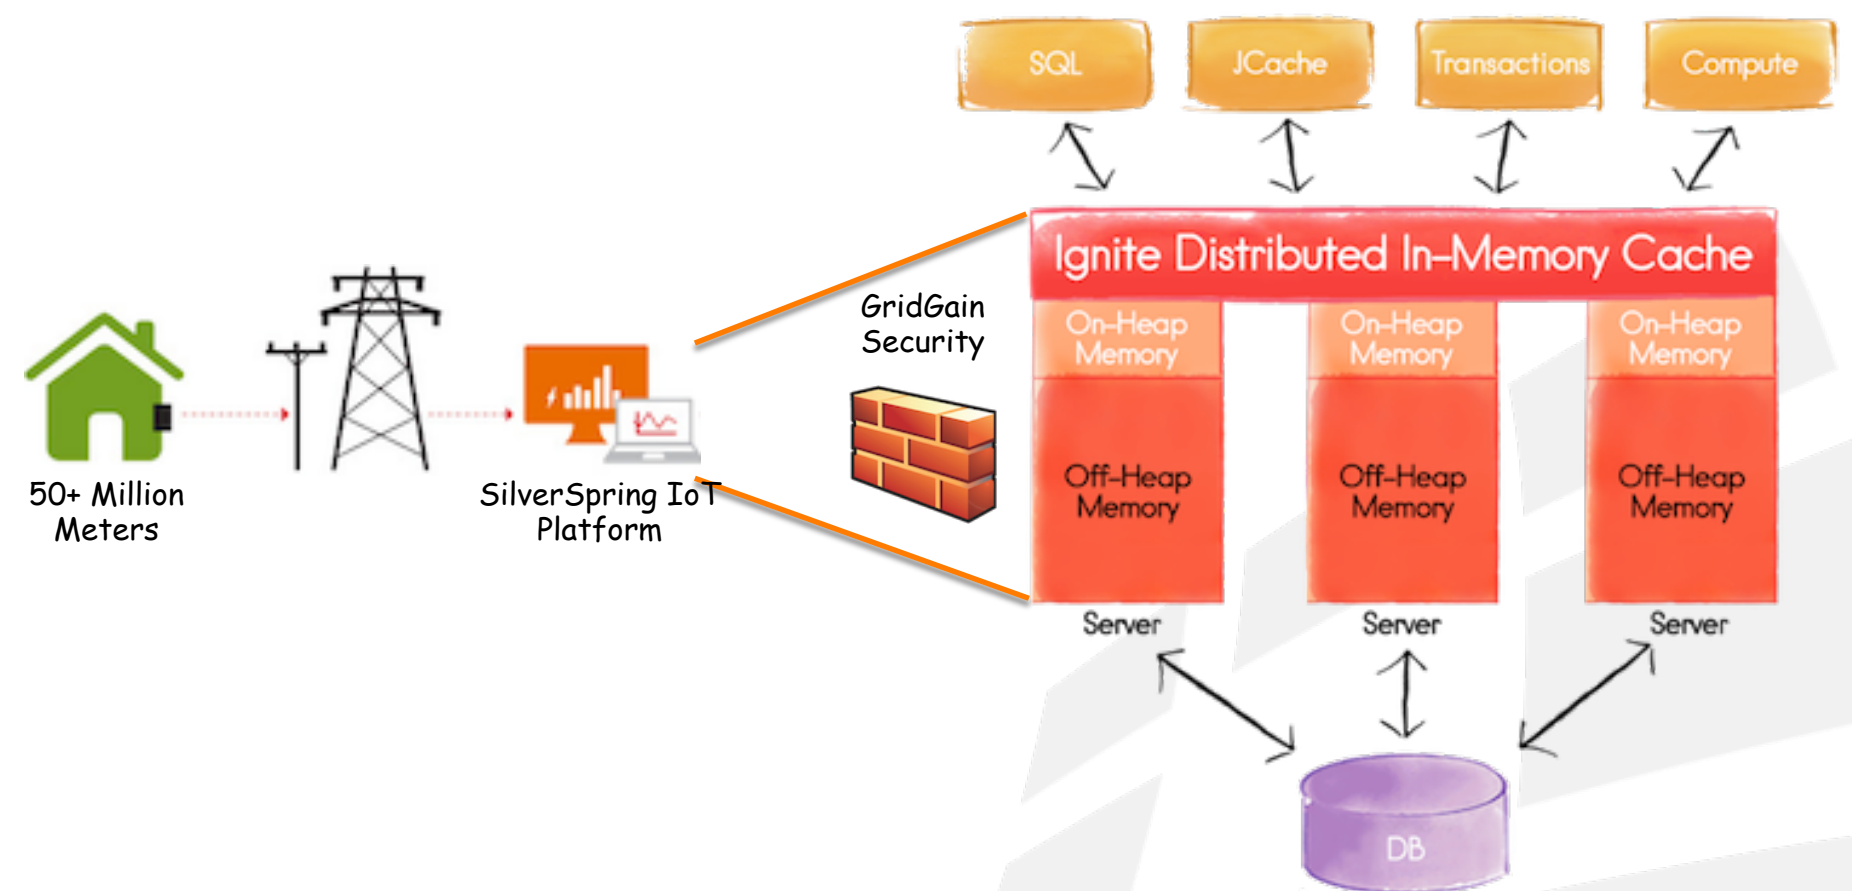 SQL
JCache
Transactions
Compute
Ignite Distributed In-Memory Cache
GridGain
Security
On-Heap
Memory
On-Heap
Memory
On-Heap
Memory
50+ Million
Meters
SilverSpring IoT
Platform
Off-Heap
Memory
Off-Heap
Memory
Off-Heap
Memory
Server
Server
Server
DB